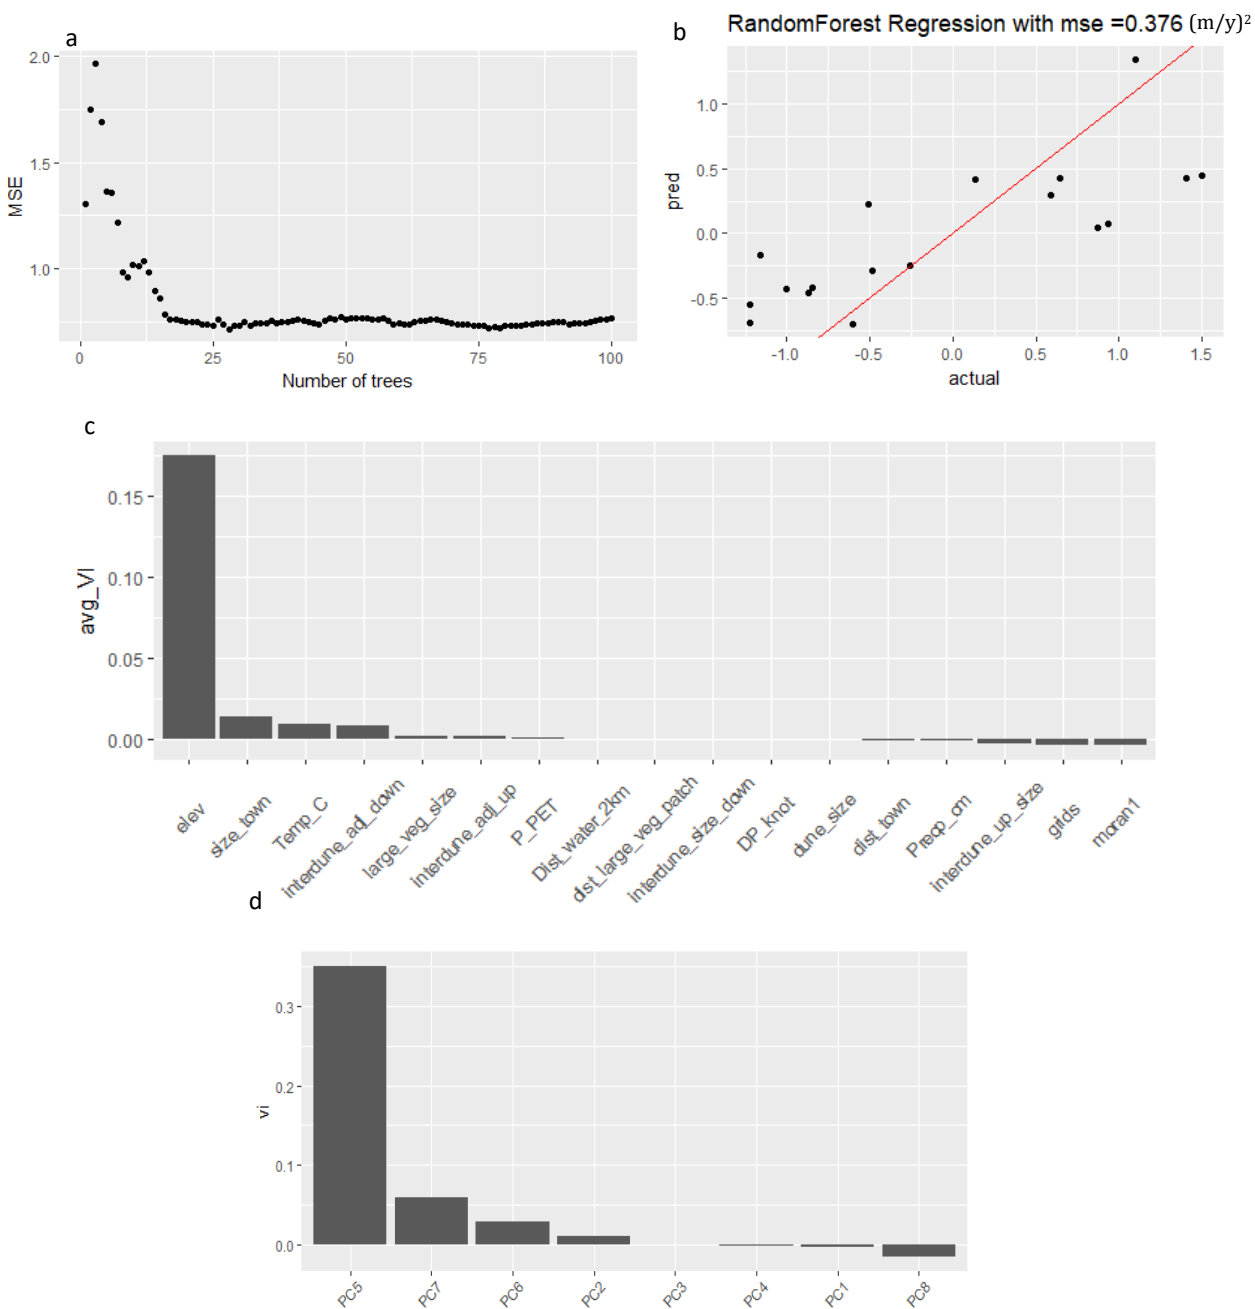 a
2.0
1.5
1.0
MSE
0
25
50
75
100
Number of trees
b
RandomForest Regression with mse =0.376 (m/y)²
1.0
0.5
0.0
-0.5
pred
-1.0
-0.5
0.0
0.5
1.0
1.5
actual
c
0.15
0.10
0.05
0.00
avg_VI
elev
size_town
Temp_C
interdune_adj_down
large_veg_size
interdune_adj_up
P_PET
Dist_water_2km
dist_large_veg_patch
interdune_size_down
DP_knot
dune_size
dist_town
Precip_cm
interdune_up_size
grids
moran1
d
0.3
0.2
0.1
0.0
vi
PC5
PC7
PC6
PC2
PC3
PC4
PC1
PC8